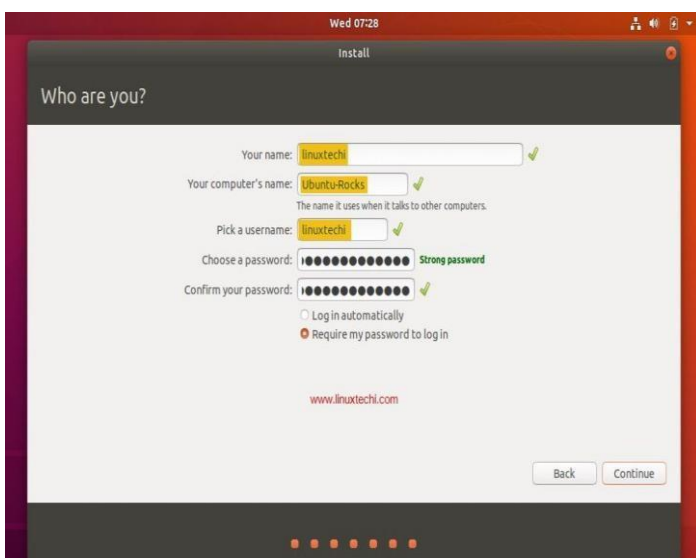 Wed 07:28
Install
Who are you?
Your name: linuxtechi
Your computer's name: Ubuntu-Rocks
The name it uses when it talks to other computers.
Pick a username: linuxtechi
Choose a password: ●●●●●●●●●●●●● Strong password
Confirm your password: ●●●●●●●●●●●●●
Log in automatically
Require my password to log in
www.linuxtechi.com
Back Continue